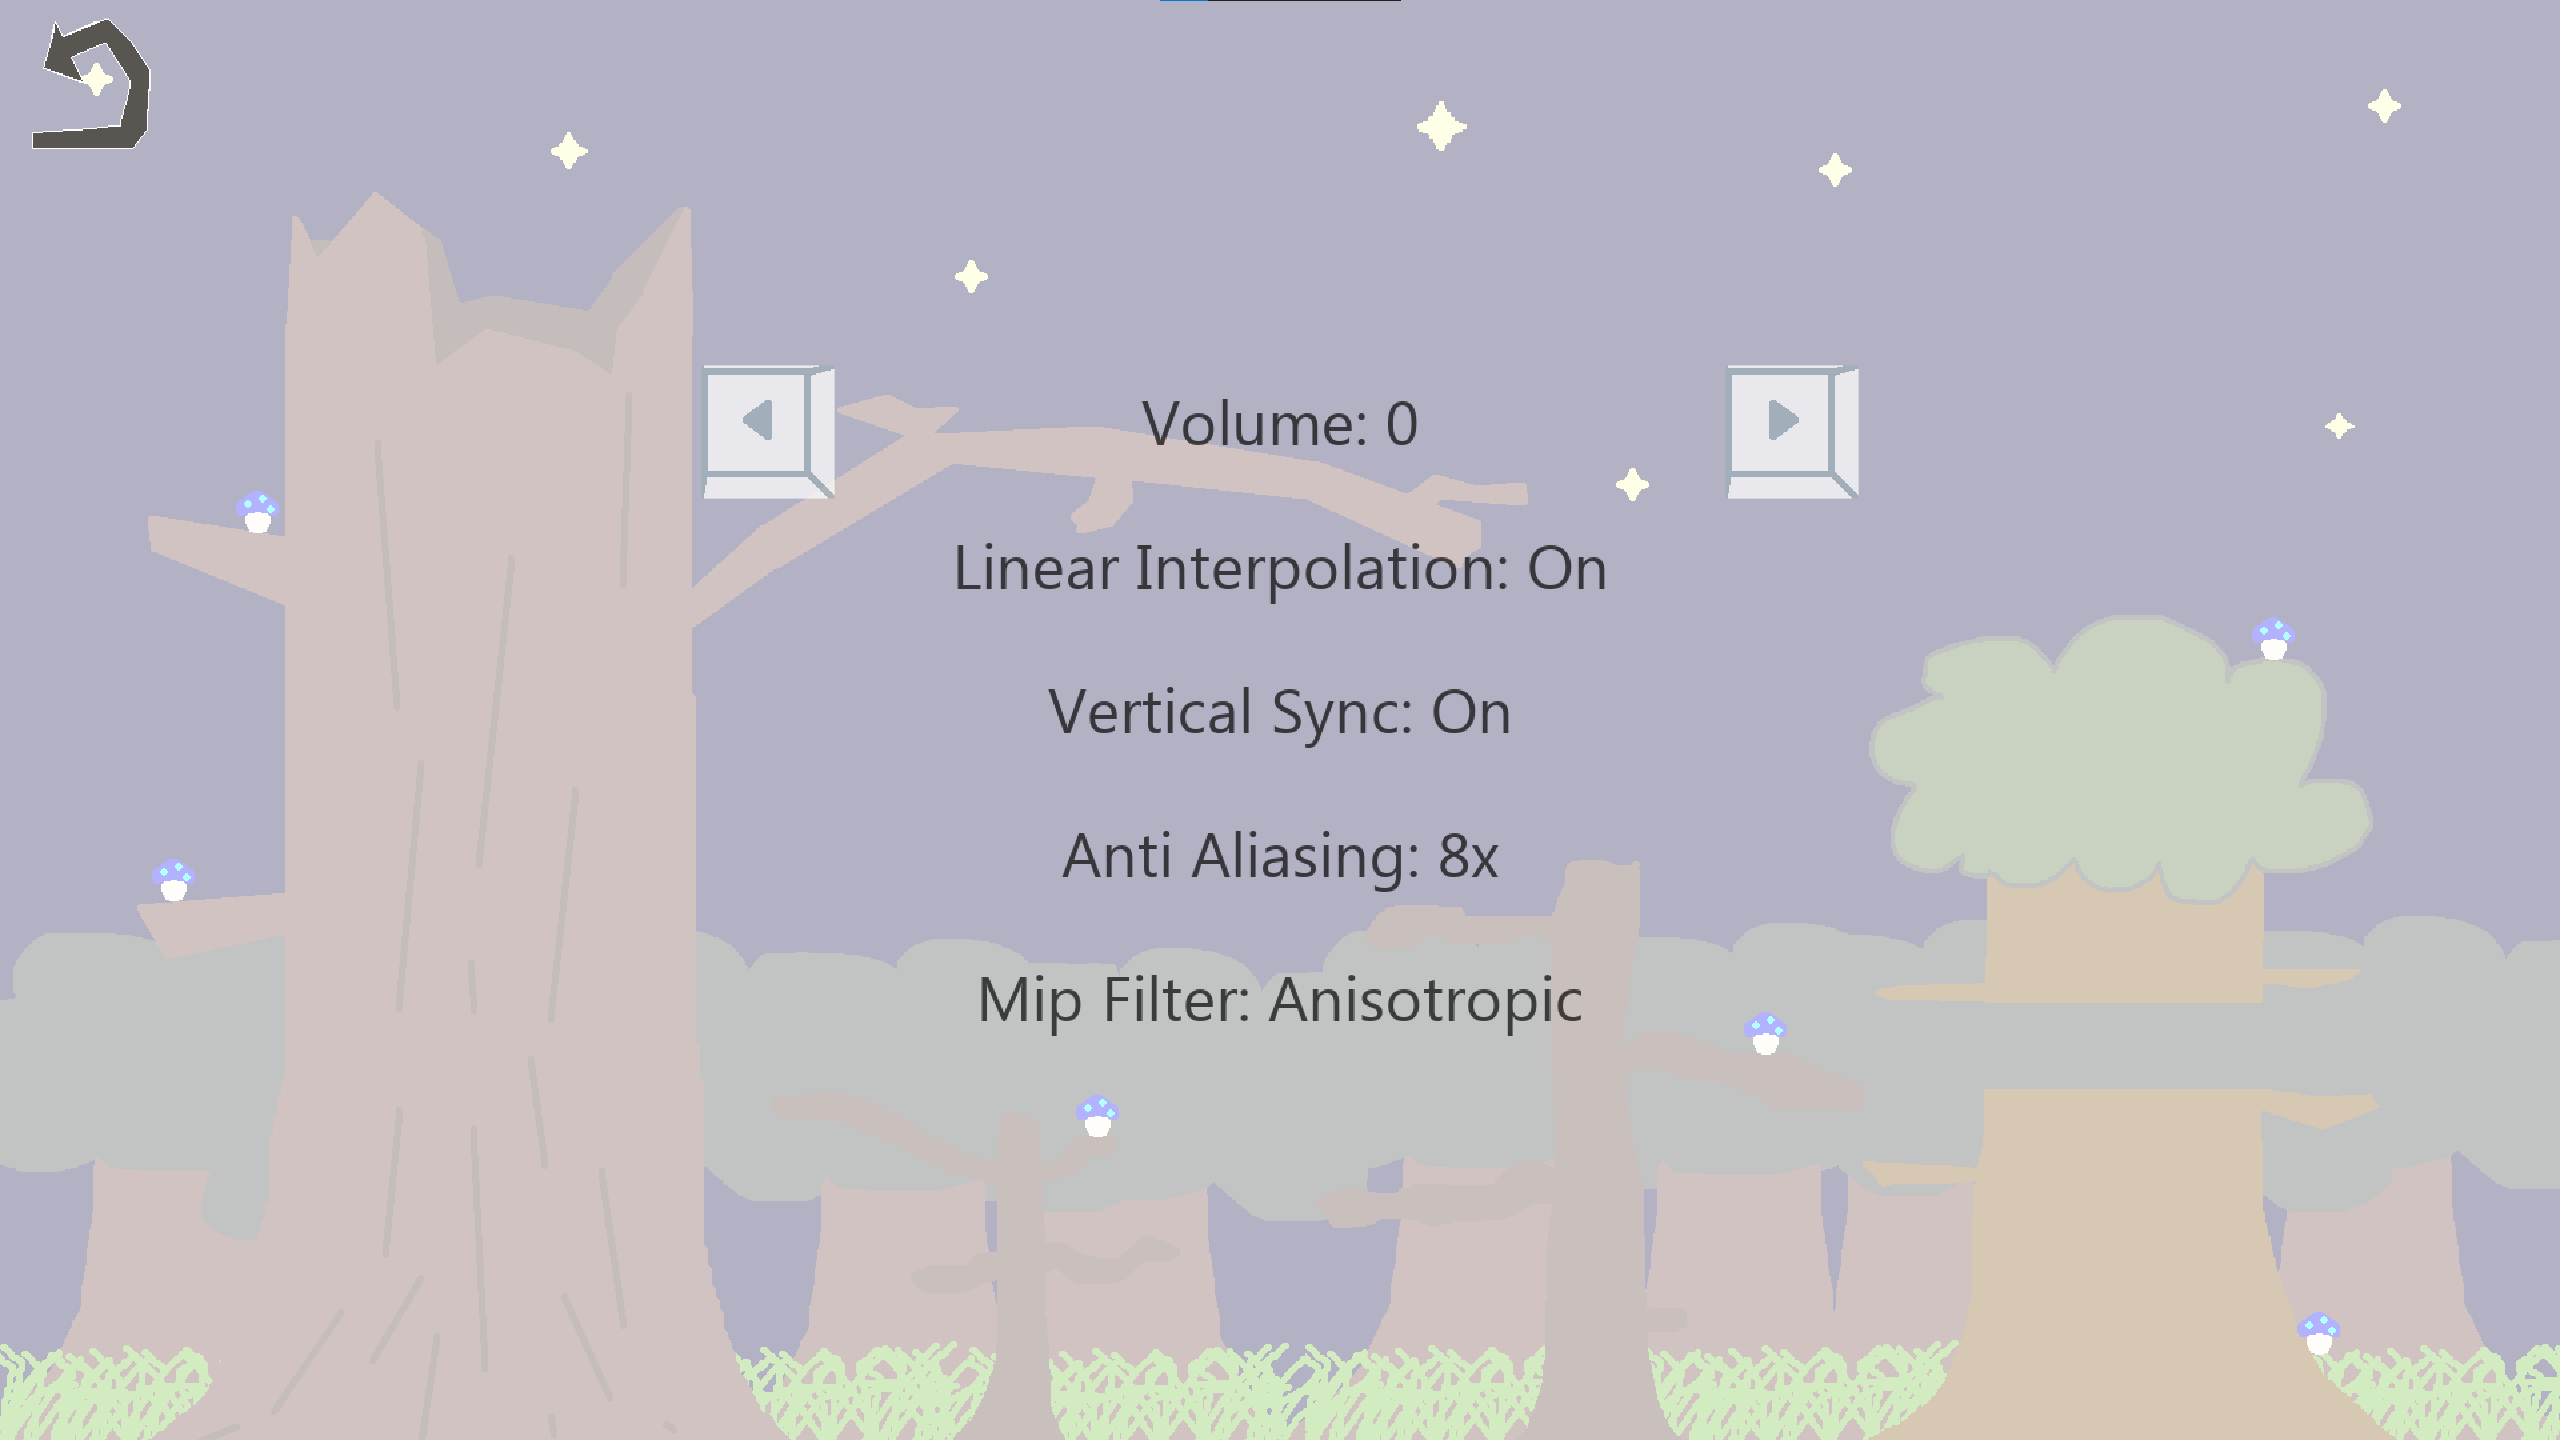 Volume: 0
Linear Interpolation: On
Vertical Sync: On
Anti Aliasing: 8x
Mip Filter: Anisotropic